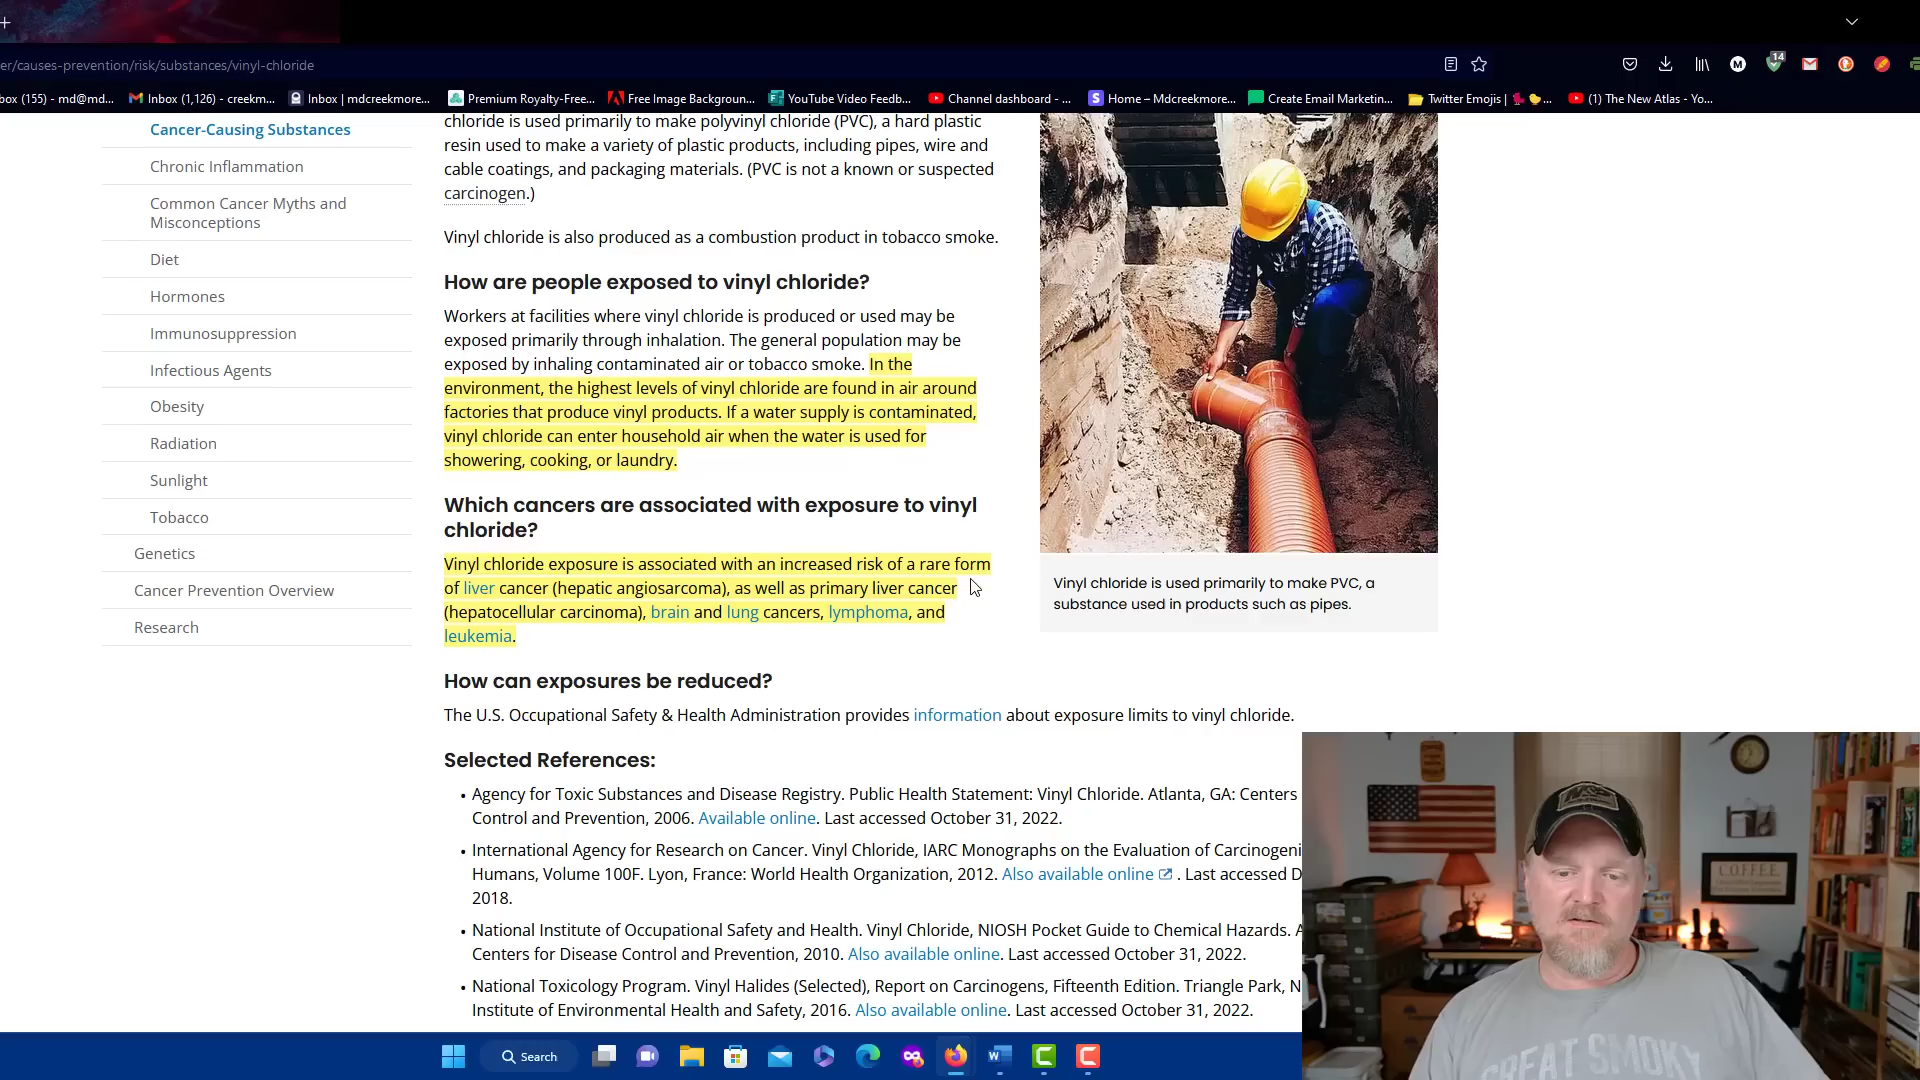 er/causes-prevention/risk/substances/vinyl-chloride
14
box (155) - md@md...
Inbox (1,126) - creekm...
Inbox | mdcreekmore...
Premium Royalty-Free...
Free Image Backgroun...
YouTube Video Feedb...
Channel dashboard - ...
Home – Mdcreekmore...
Create Email Marketin...
Twitter Emojis | ...
(1) The New Atlas - Yo...
Cancer-Causing Substances
Chronic Inflammation
Common Cancer Myths and
Misconceptions
Diet
Hormones
Immunosuppression
Infectious Agents
Obesity
Radiation
Sunlight
Tobacco
Genetics
Cancer Prevention Overview
Research
chloride is used primarily to make polyvinyl chloride (PVC), a hard plastic
resin used to make a variety of plastic products, including pipes, wire and
cable coatings, and packaging materials. (PVC is not a known or suspected
carcinogen.)
Vinyl chloride is also produced as a combustion product in tobacco smoke.
How are people exposed to vinyl chloride?
Workers at facilities where vinyl chloride is produced or used may be
exposed primarily through inhalation. The general population may be
exposed by inhaling contaminated air or tobacco smoke. In the
environment, the highest levels of vinyl chloride are found in air around
factories that produce vinyl products. If a water supply is contaminated,
vinyl chloride can enter household air when the water is used for
showering, cooking, or laundry.
Which cancers are associated with exposure to vinyl
chloride?
Vinyl chloride exposure is associated with an increased risk of a rare form
of liver cancer (hepatic angiosarcoma), as well as primary liver cancer
(hepatocellular carcinoma), brain and lung cancers, lymphoma, and
leukemia.
Vinyl chloride is used primarily to make PVC, a
substance used in products such as pipes.
How can exposures be reduced?
The U.S. Occupational Safety & Health Administration provides information about exposure limits to vinyl chloride.
Selected References:
• Agency for Toxic Substances and Disease Registry. Public Health Statement: Vinyl Chloride. Atlanta, GA: Centers
Control and Prevention, 2006. Available online. Last accessed October 31, 2022.
• International Agency for Research on Cancer. Vinyl Chloride, IARC Monographs on the Evaluation of Carcinogeni
Humans, Volume 100F. Lyon, France: World Health Organization, 2012. Also available online . Last accessed D
2018.
• National Institute of Occupational Safety and Health. Vinyl Chloride, NIOSH Pocket Guide to Chemical Hazards. A
Centers for Disease Control and Prevention, 2010. Also available online. Last accessed October 31, 2022.
• National Toxicology Program. Vinyl Halides (Selected), Report on Carcinogens, Fifteenth Edition. Triangle Park, N
Institute of Environmental Health and Safety, 2016. Also available online. Last accessed October 31, 2022.
COFFEE
GREAT SMOKY
Search